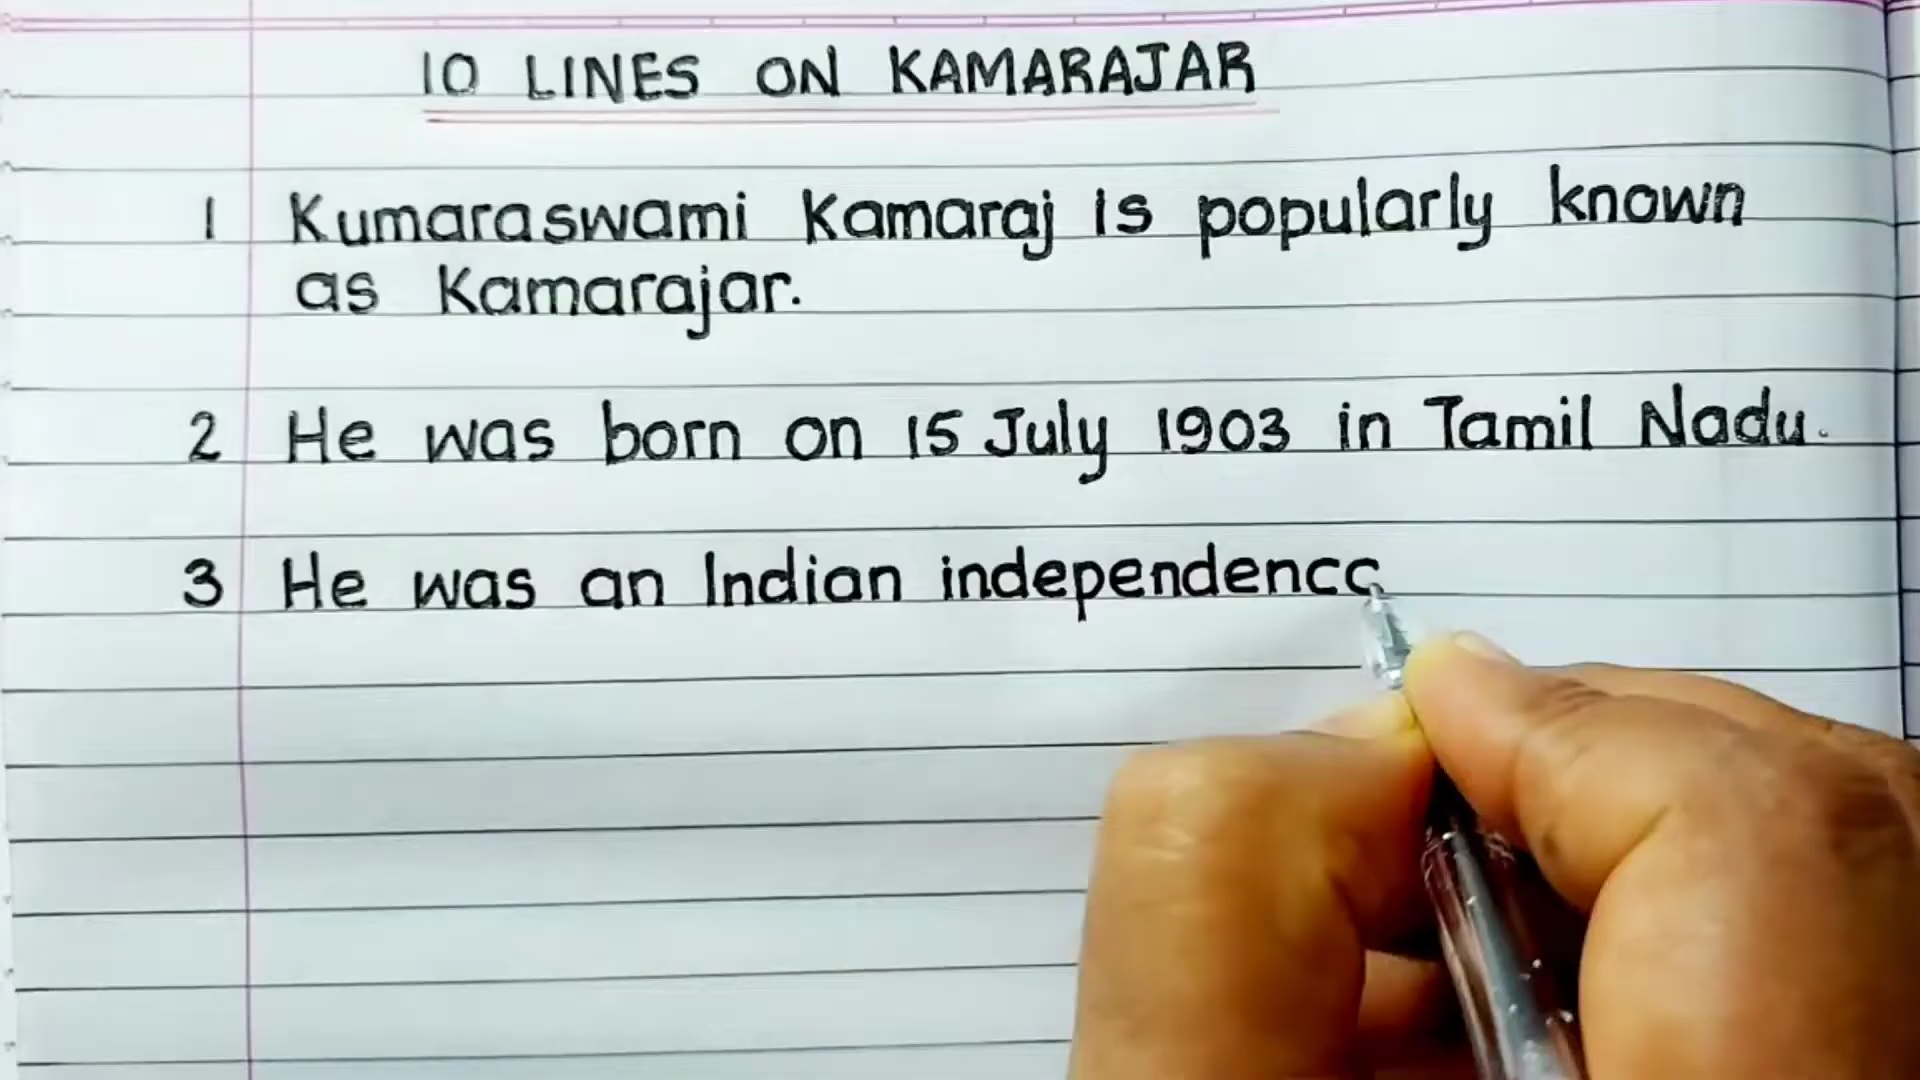 10 LINES ON KAMARAJAR
1 Kumaraswami Kamaraj is popularly known
as Kamarajar.
2 He was born on 15 July 1903 in Tamil Nadu.
3 He was an Indian independenc